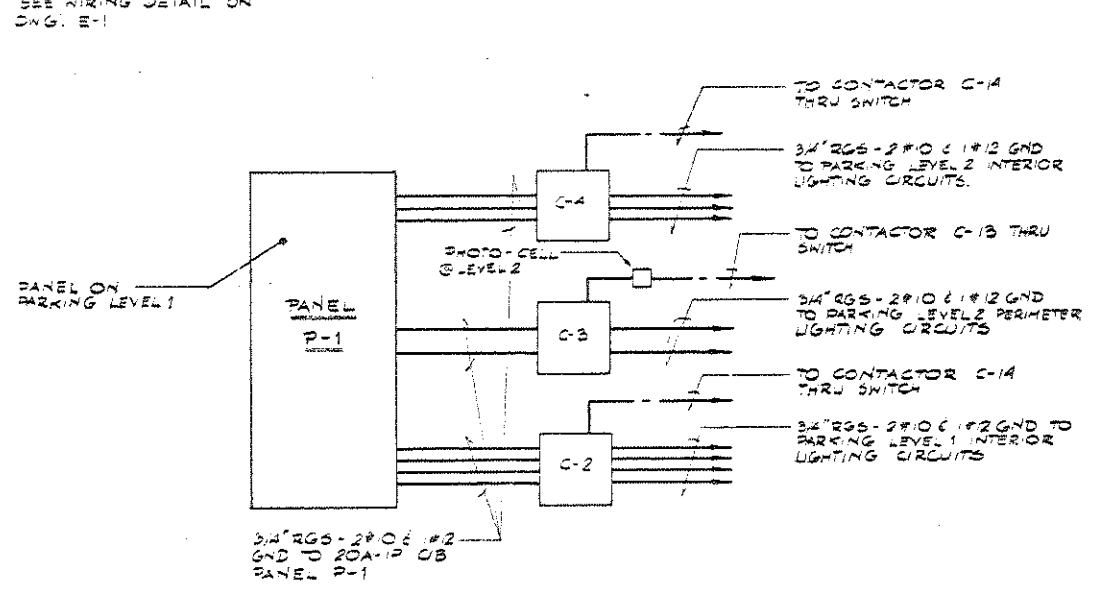 SEE WIRING DETAIL ON
DWG. E-1
TO CONTACTOR C-1A
THRU SWITCH
3/4" RGS - 2#10 & 1#12 GND
TO PARKING LEVEL 2 INTERIOR
LIGHTING CIRCUITS.
C-4
TO CONTACTOR C-1B THRU
SWITCH
PHOTO-CELL
@ LEVEL 2
PANEL ON
PARKING LEVEL 1
PANEL
P-1
C-3
3/4" RGS - 2#10 & 1#12 GND
TO PARKING LEVEL 2 PERIMETER
LIGHTING CIRCUITS
TO CONTACTOR C-1A
THRU SWITCH
C-2
3/4" RGS - 2#10 & 1#12 GND TO
PARKING LEVEL 1 INTERIOR
LIGHTING CIRCUITS
3/4" RGS - 2#10 & 1#12
GND TO 20A-1P C/B
PANEL P-1